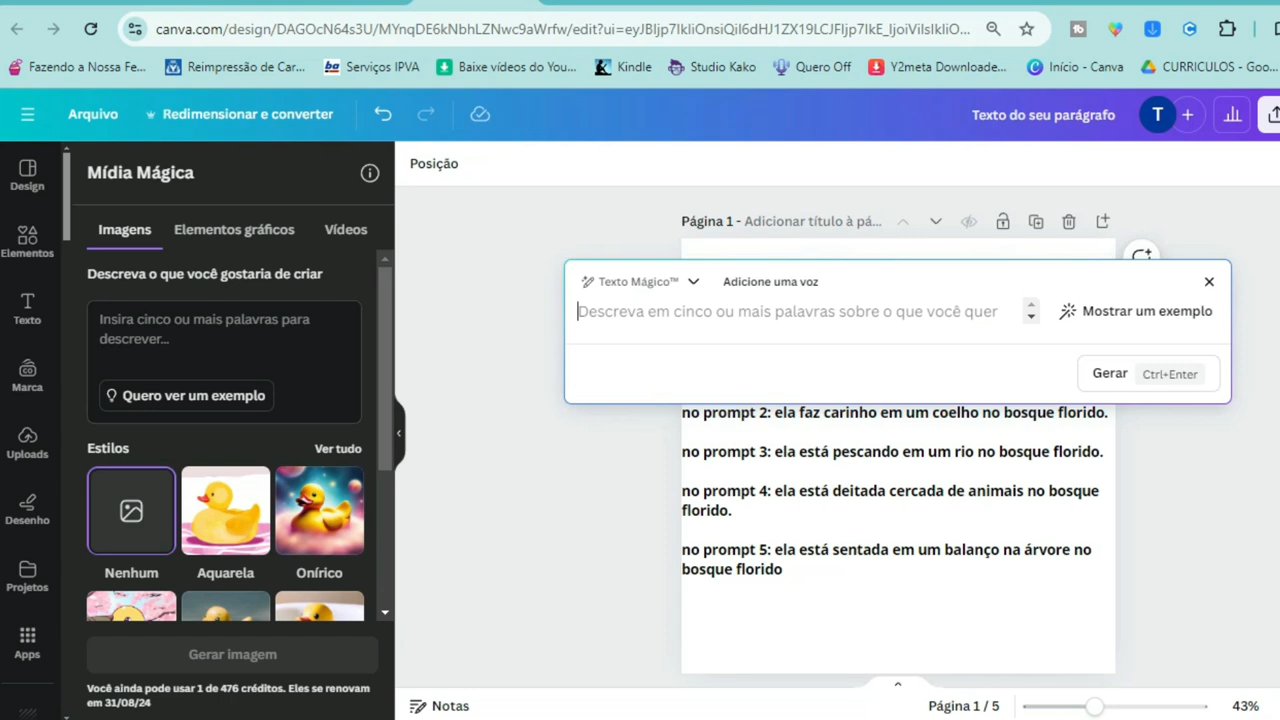 canva.com/design/DAGOcN64s3U/MYnqDE6kNbhLZNwc9aWrfw/edit?ui=eyJBIjp7IkIiOnsiQiI6dHJ1ZX19LCJFIjp7IkE_IjoiViIsIkIiO...
Fazendo a Nossa Fe...
Reimpressão de Car...
ba Serviços IPVA
Baixe vídeos do You...
Kindle
Studio Kako
Quero Off
Y2meta Downloade...
Início - Canva
CURRICULOS - Goo...
Arquivo
Redimensionar e converter
Texto do seu parágrafo
T
Design
Elementos
Texto
Marca
Uploads
Desenho
Projetos
Apps
Mídia Mágica
Imagens
Elementos gráficos
Vídeos
Descreva o que você gostaria de criar
Insira cinco ou mais palavras para
descrever...
Quero ver um exemplo
Estilos
Ver tudo
Nenhum
Aquarela
Onírico
Gerar imagem
Você ainda pode usar 1 de 476 créditos. Eles se renovam
em 31/08/24
Posição
Página 1 - Adicionar título à pá...
Texto Mágico™
Adicione uma voz
Descreva em cinco ou mais palavras sobre o que você quer
Mostrar um exemplo
Gerar
Ctrl+Enter
no prompt 2: ela faz carinho em um coelho no bosque florido.
no prompt 3: ela está pescando em um rio no bosque florido.
no prompt 4: ela está deitada cercada de animais no bosque
florido.
no prompt 5: ela está sentada em um balanço na árvore no
bosque florido
Notas
Página 1 / 5
43%